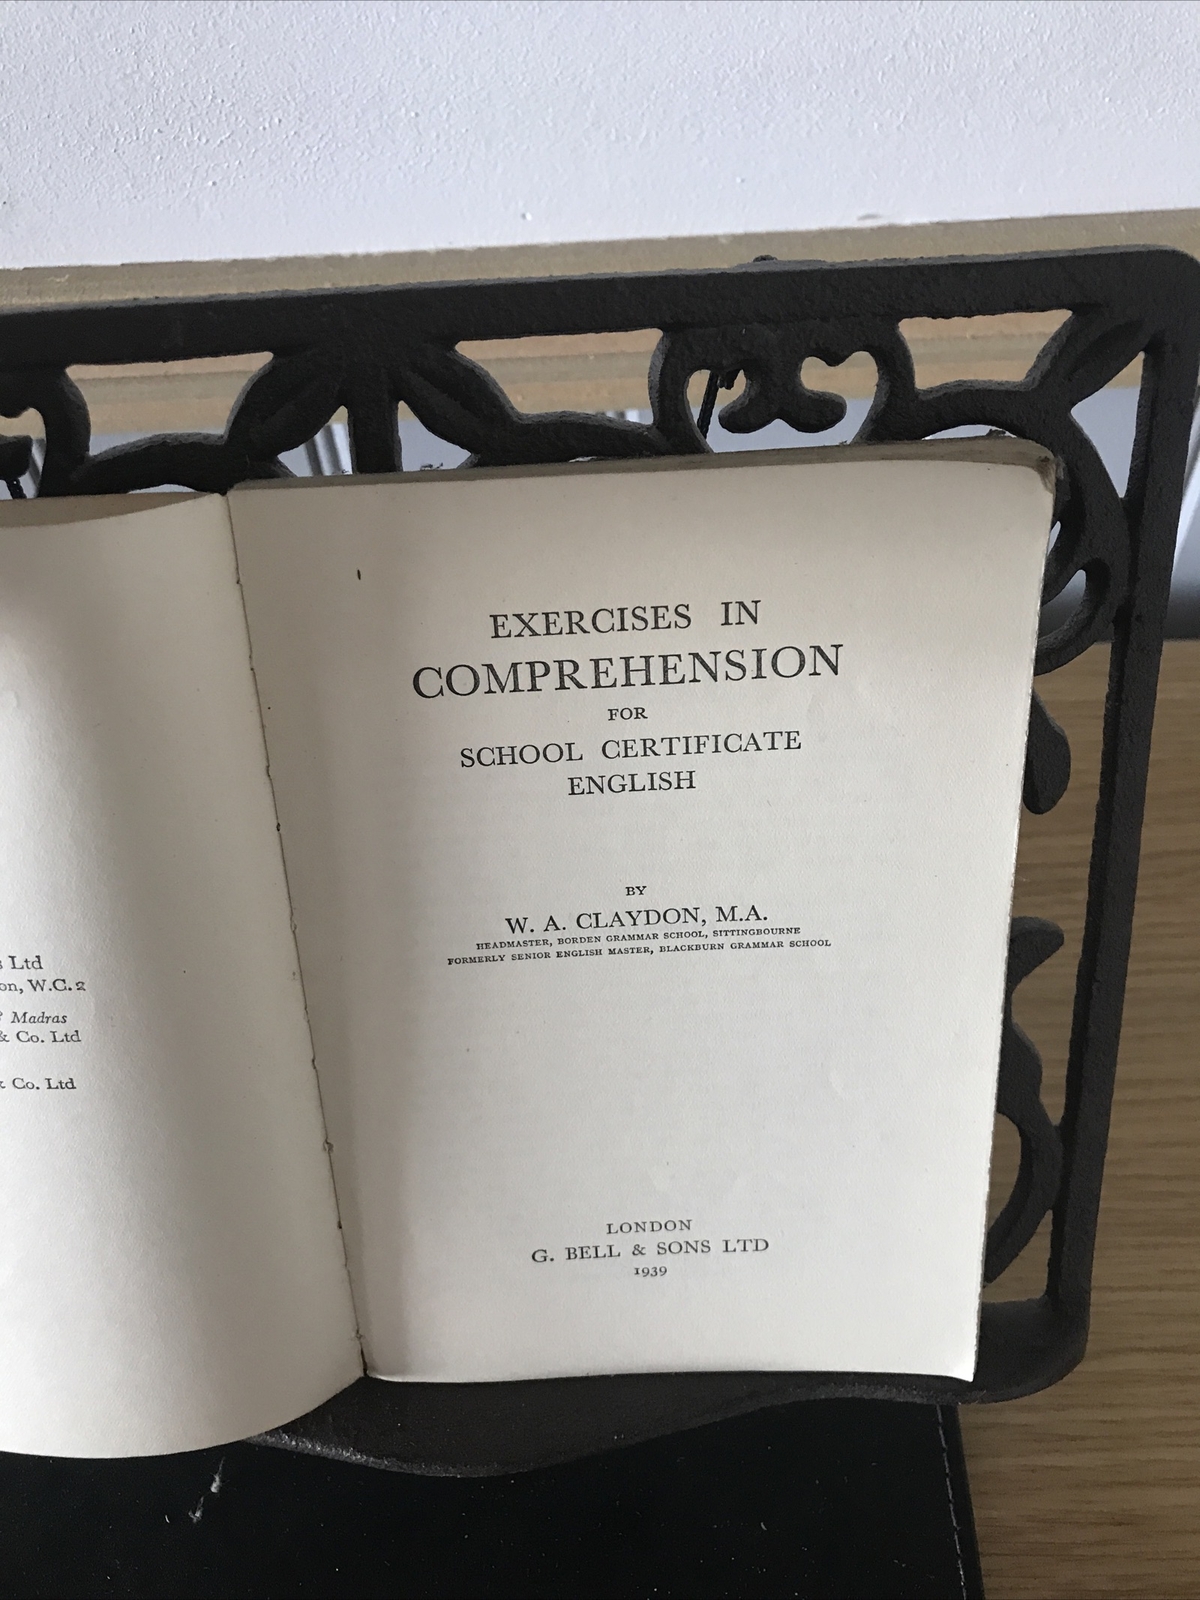 s Ltd
on, W.C.2
& Madras
& Co. Ltd
& Co. Ltd
EXERCISES IN
COMPREHENSION
FOR
SCHOOL CERTIFICATE
ENGLISH
BY
W. A. CLAYDON, M.A.
HEADMASTER, BORDEN GRAMMAR SCHOOL, SITTINGBOURNE
FORMERLY SENIOR ENGLISH MASTER, BLACKBURN GRAMMAR SCHOOL
LONDON
G. BELL & SONS LTD
1939